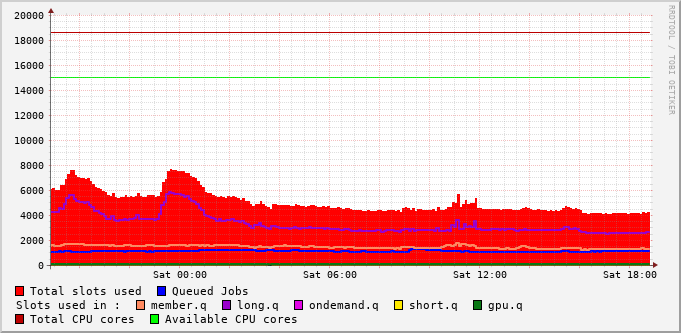 20000
18000
16000
14000
12000
10000
8000
6000
4000
2000
0
Sat 00:00 Sat 06:00 Sat 12:00 Sat 18:00
RRDTOOL / TOBI OETIKER
Total slots used Queued Jobs
Slots used in : member.q long.q ondemand.q short.q gpu.q
Total CPU cores Available CPU cores